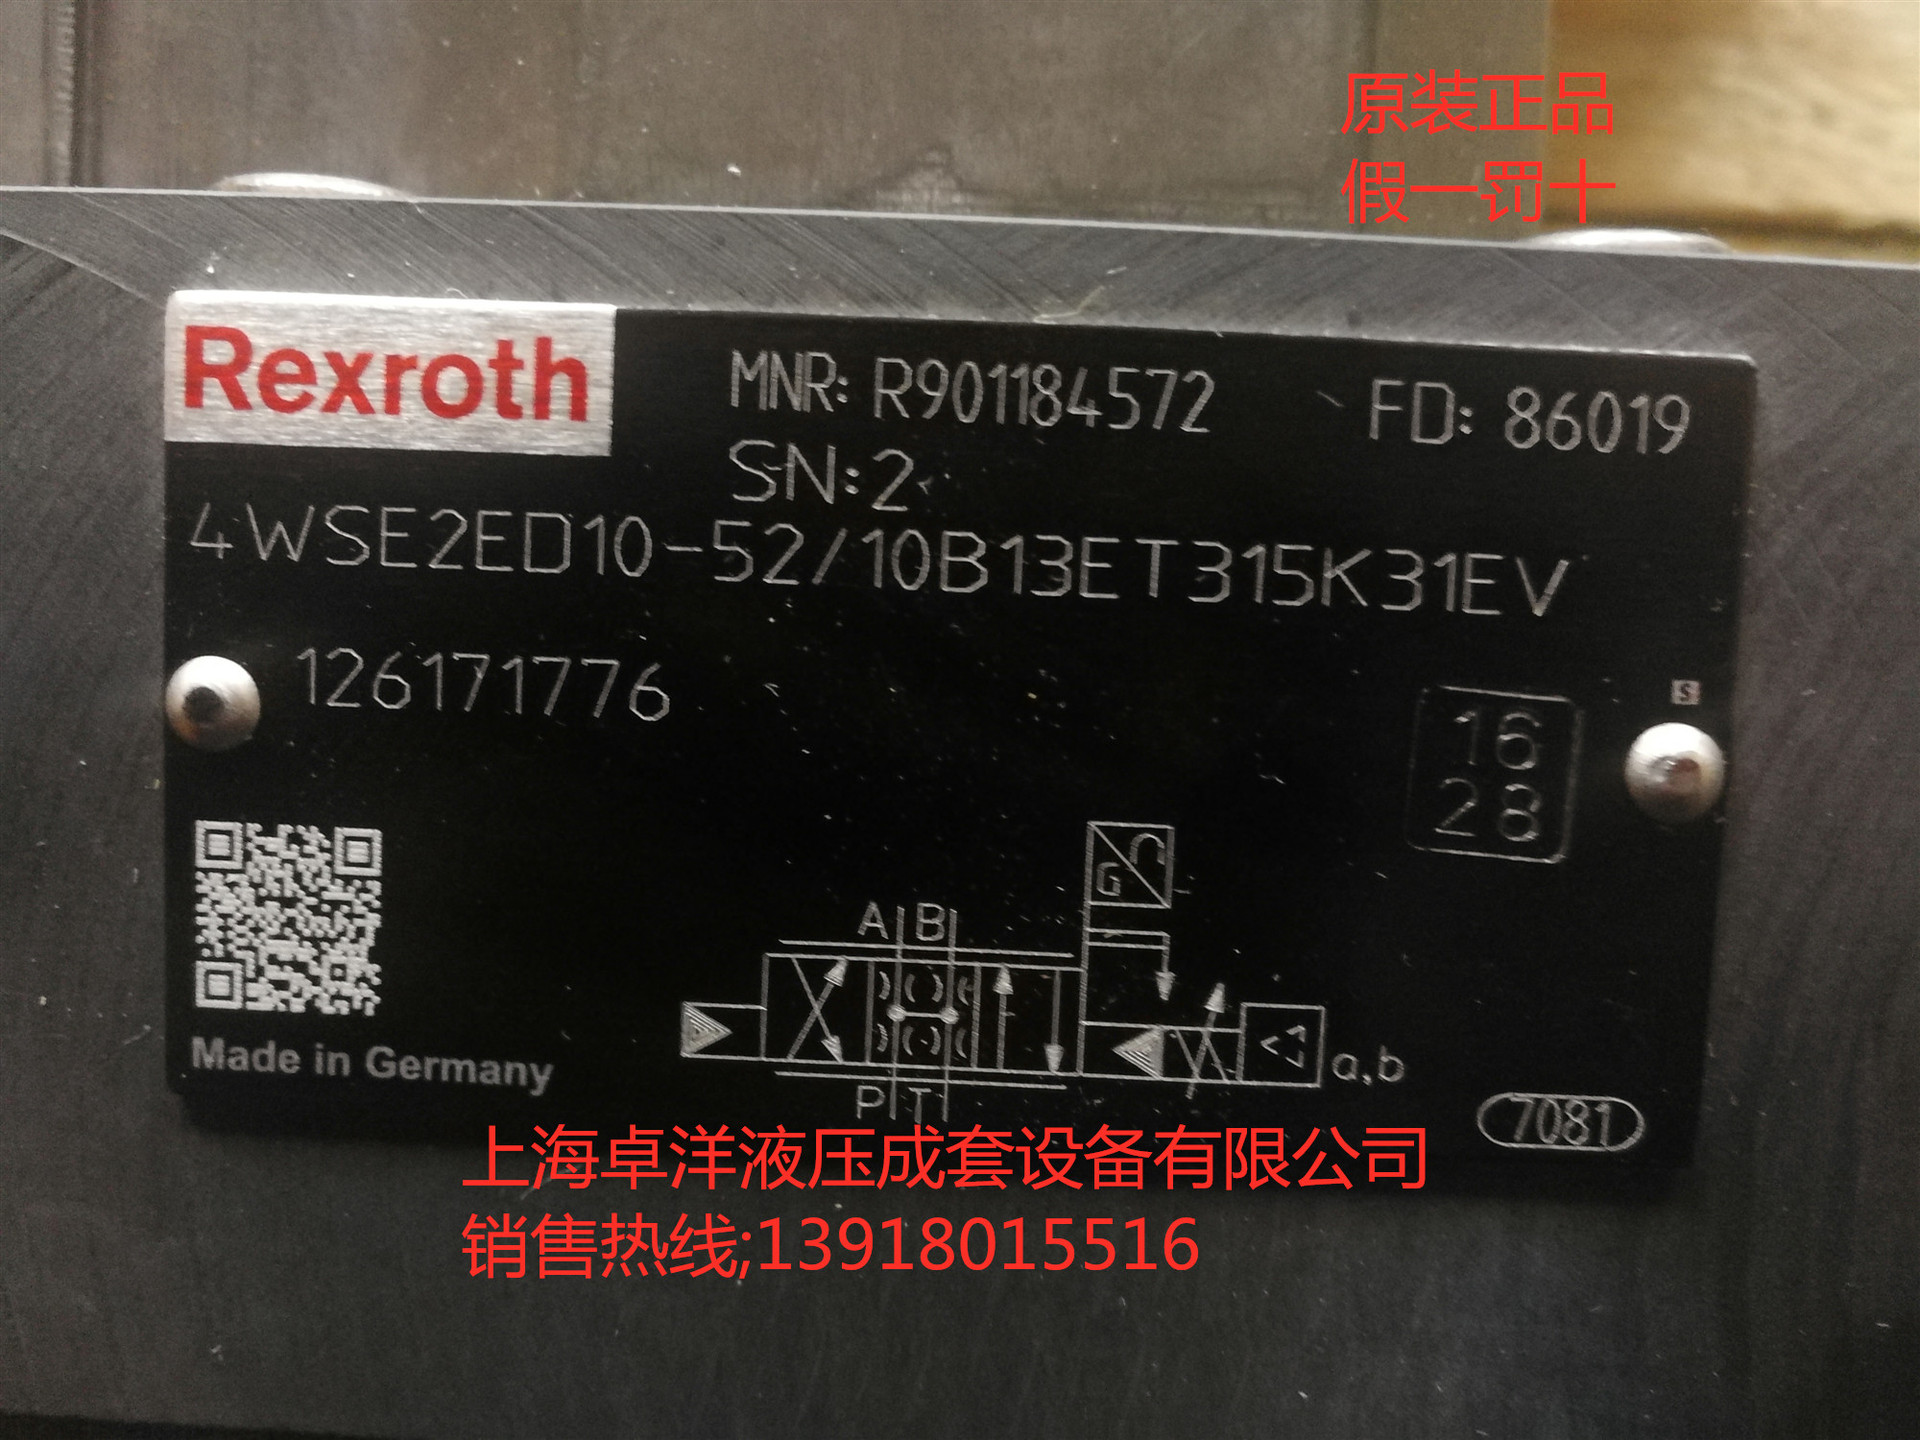 原装正品
假一罚十
Rexroth
MNR: R901184572
FD: 86019
SN:2
4WSE2ED10-52/10B13ET315K31EV
126171776
S
16
28
G
A B
a,b
P T
Made in Germany
7081
上海卓洋液压成套设备有限公司
销售热线;13918015516